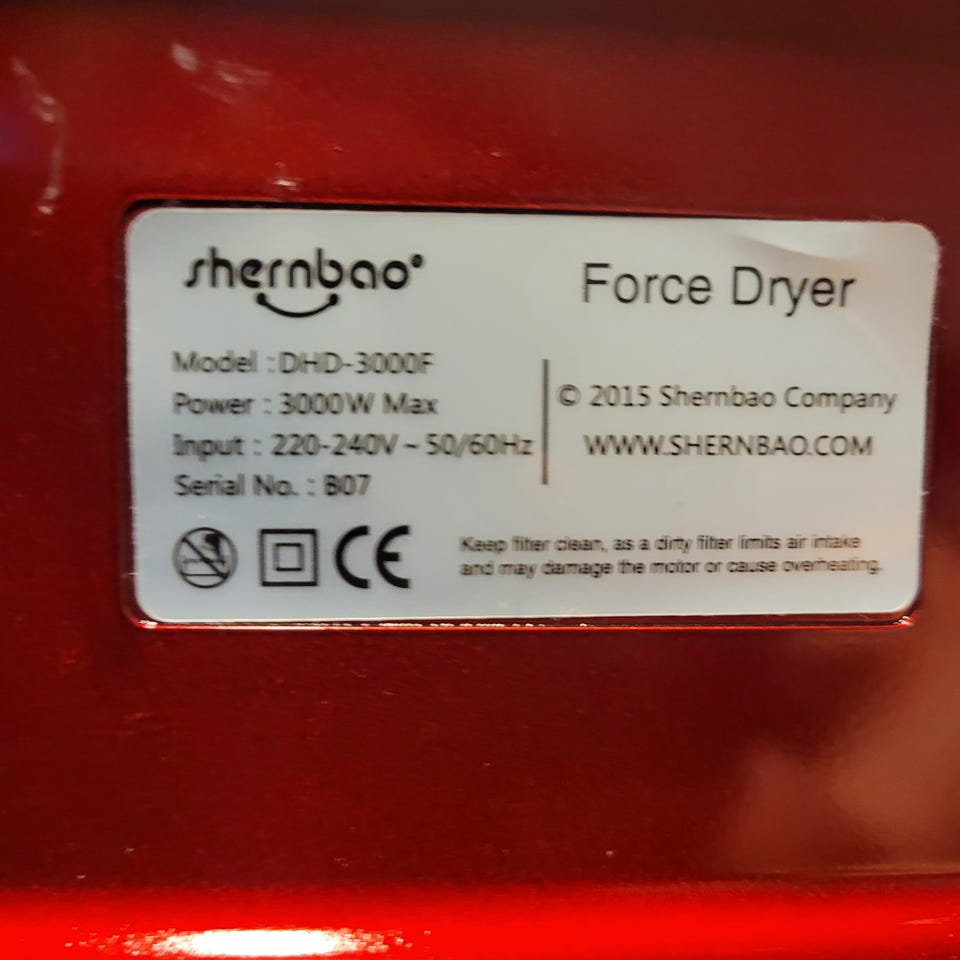 shernbao
Force Dryer
Model : DHD-3000F
Power : 3000W Max
Input : 220-240V ~ 50/60Hz
Serial No. : B07
© 2015 Shernbao Company
WWW.SHERNBAO.COM
CE
Keep filter clean, as a dirty filter limits air intake
and may damage the motor or cause overheating.